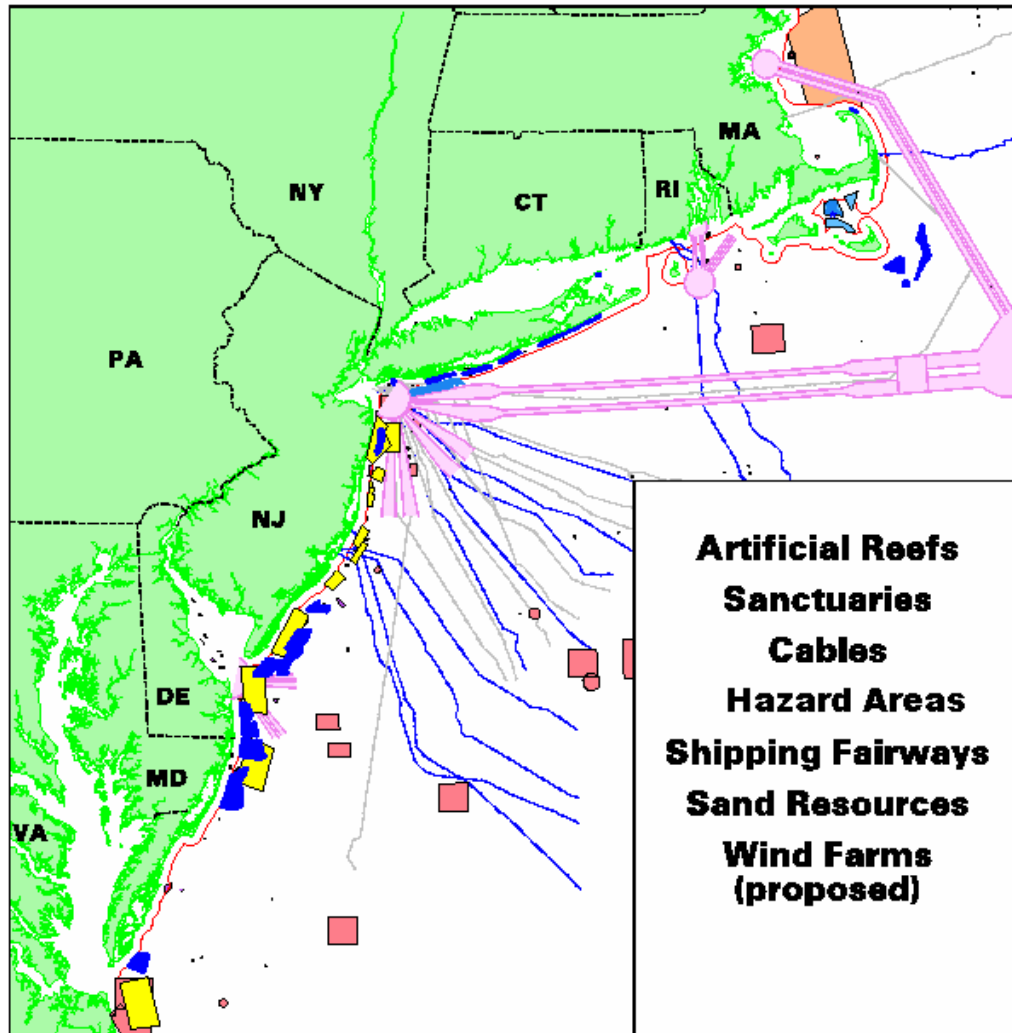 MA
NY
CT
RI
PA
NJ
DE
MD
VA
Artificial Reefs
Sanctuaries
Cables
Hazard Areas
Shipping Fairways
Sand Resources
Wind Farms
(proposed)